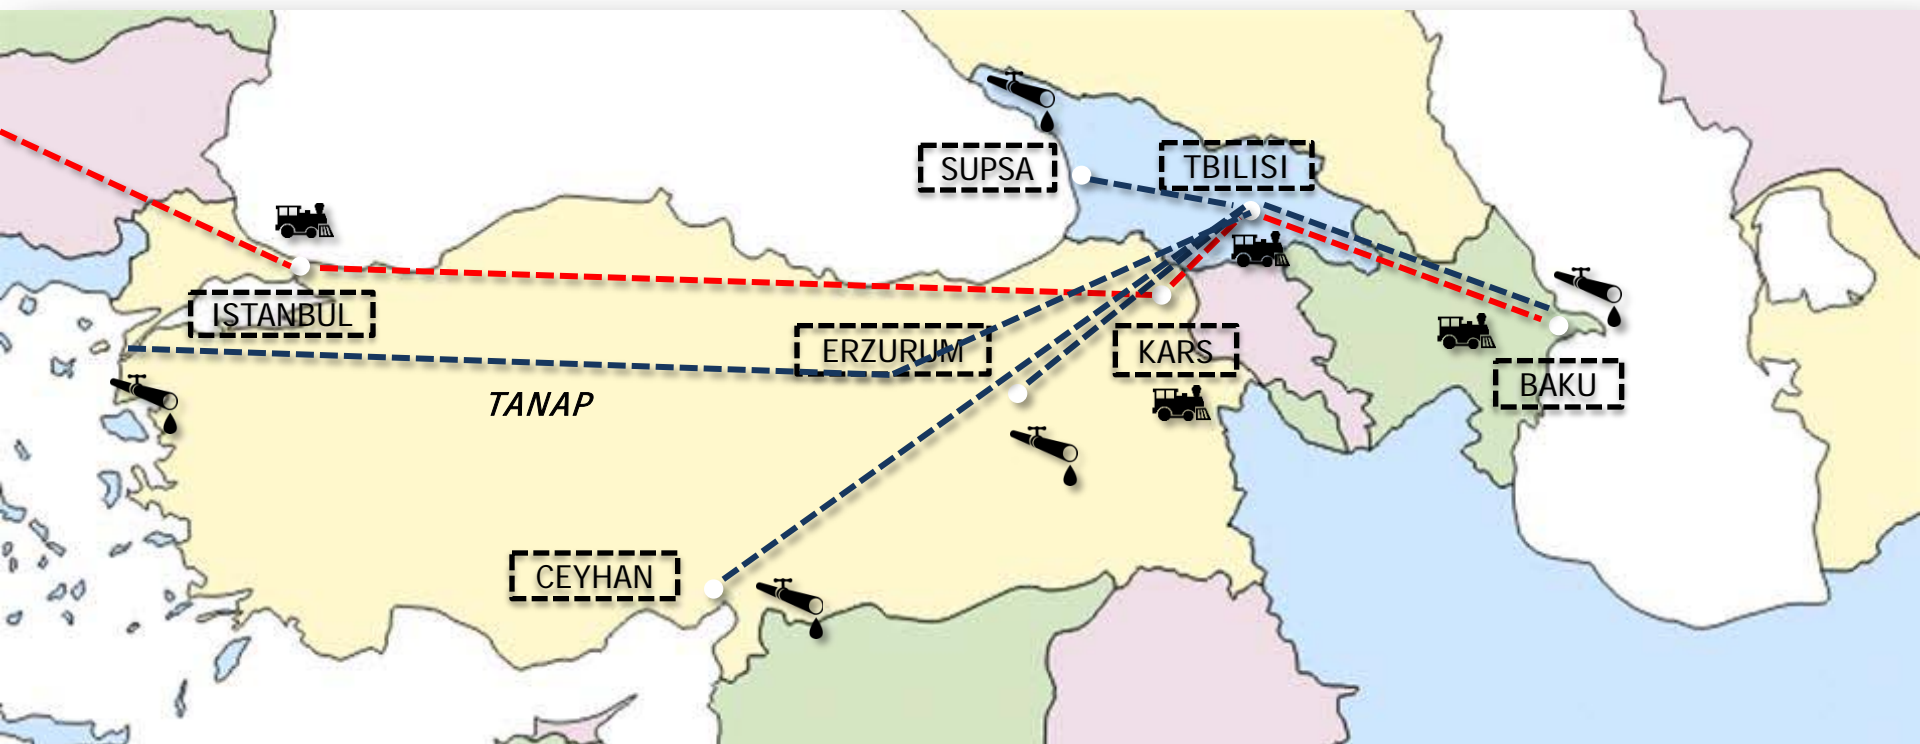 SUPSA
TBILISI
ISTANBUL
ERZURUM
KARS
BAKU
TANAP
CEYHAN